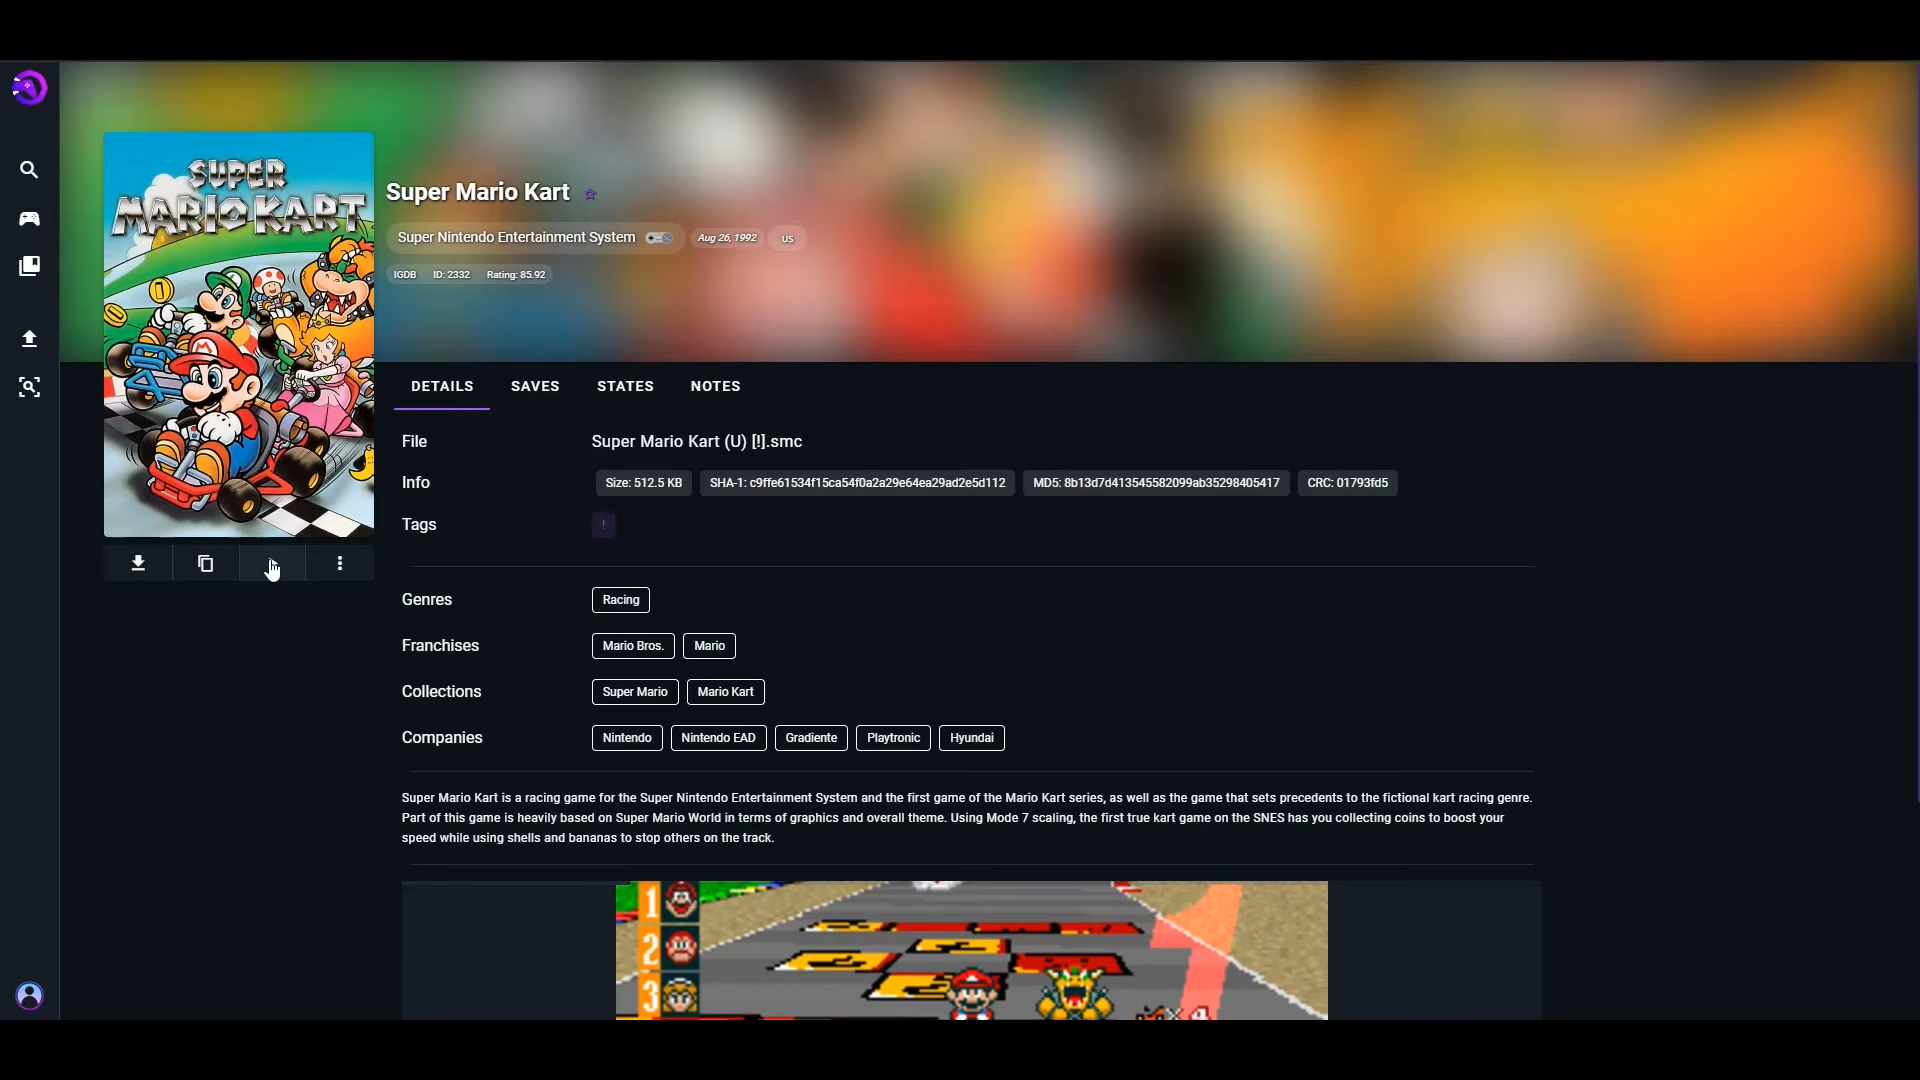 SUPER
MARIO KART
Super Mario Kart
Super Nintendo Entertainment System Aug 26, 1992 US
IGDB ID: 2332 Rating: 85.92
DETAILS SAVES STATES NOTES
File Super Mario Kart (U) [!].smc
Info Size: 512.5 KB SHA-1: c9ffe61534f15ca54f0a2a29e64ea29ad2e5d112 MD5: 8b13d7d413545582099ab35298405417 CRC: 01793fd5
Tags !
Genres Racing
Franchises Mario Bros. Mario
Collections Super Mario Mario Kart
Companies Nintendo Nintendo EAD Gradiente Playtronic Hyundai
Super Mario Kart is a racing game for the Super Nintendo Entertainment System and the first game of the Mario Kart series, as well as the game that sets precedents to the fictional kart racing genre.
Part of this game is heavily based on Super Mario World in terms of graphics and overall theme. Using Mode 7 scaling, the first true kart game on the SNES has you collecting coins to boost your
speed while using shells and bananas to stop others on the track.
1
2
3